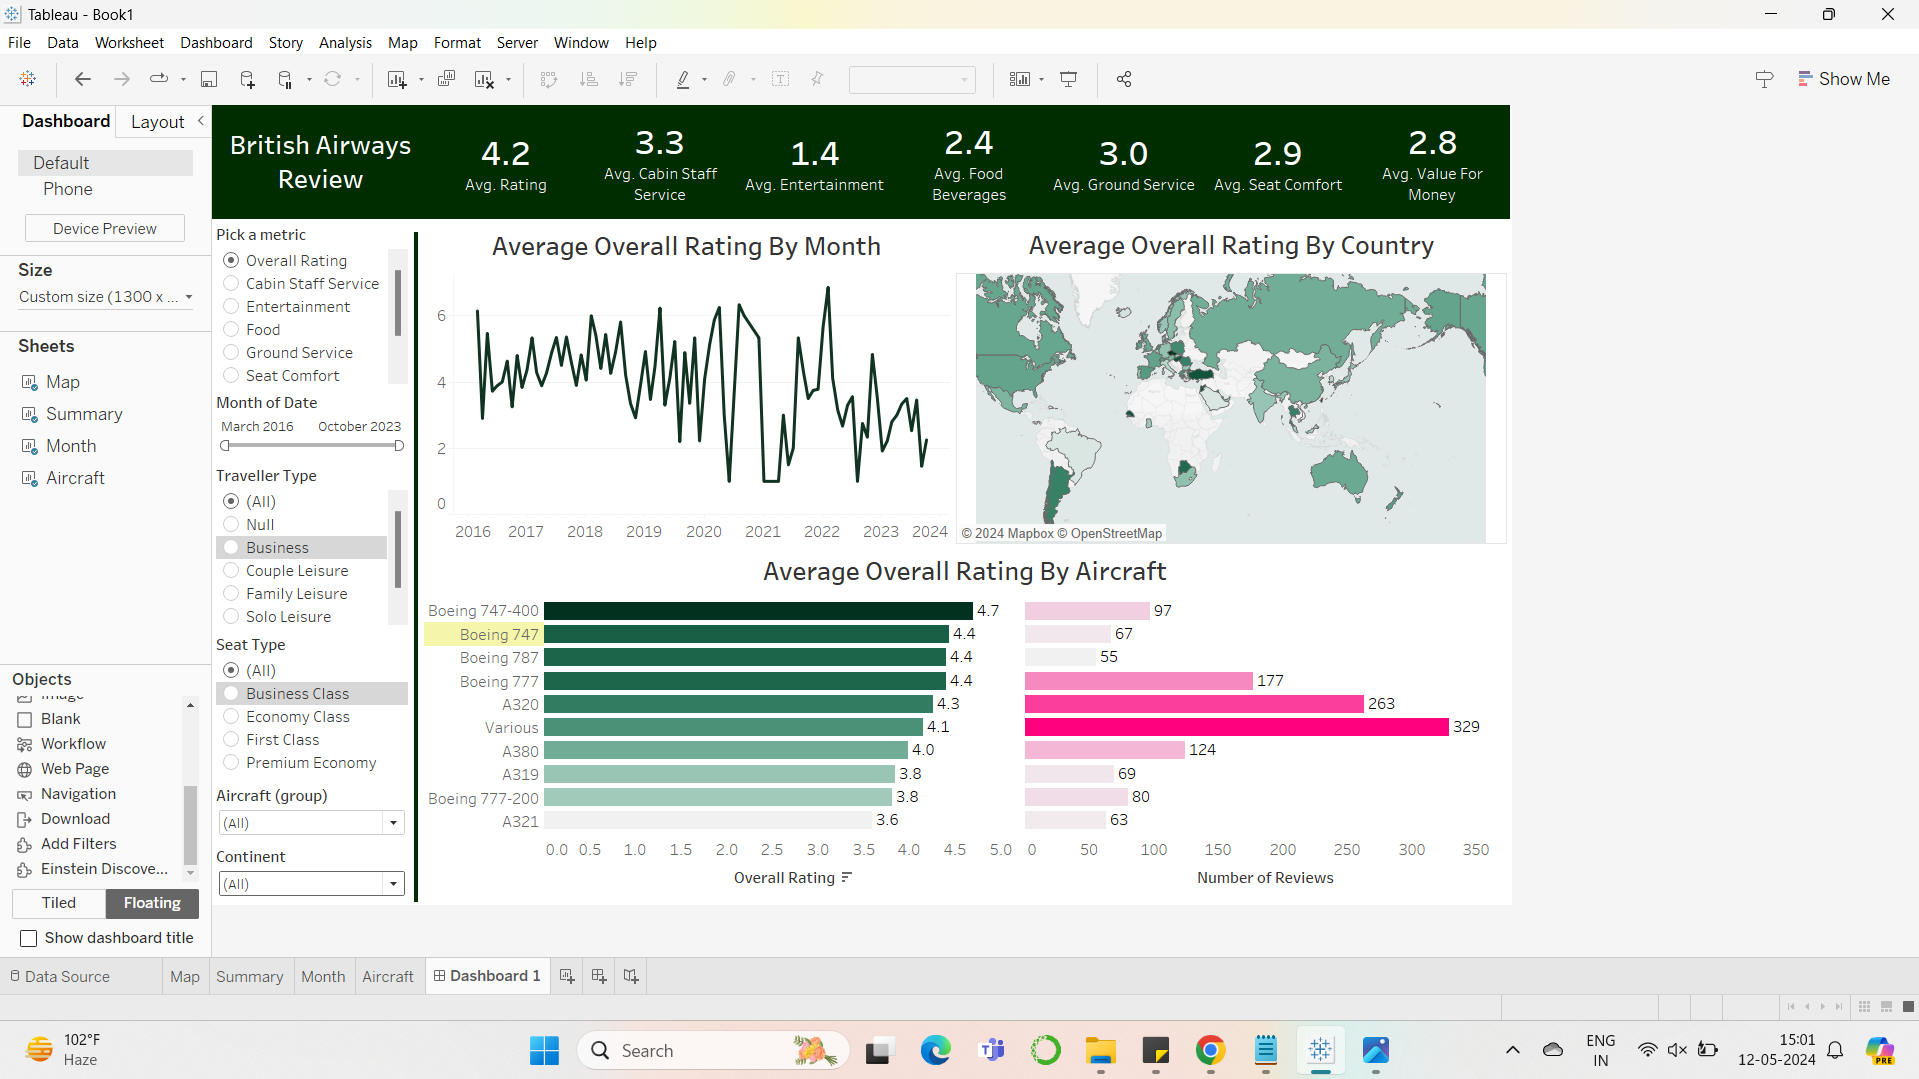 Tableau - Book1
File Data Worksheet Dashboard Story Analysis Map Format Server Window Help
Show Me
Dashboard Layout
Default
Phone
Device Preview
Size
Custom size (1300 x ...
Sheets
Map
Summary
Month
Aircraft
Objects
Image
Blank
Workflow
Web Page
Navigation
Download
Add Filters
Einstein Discove...
Tiled Floating
Show dashboard title
British Airways
Review
4.2
Avg. Rating
3.3
Avg. Cabin Staff
Service
1.4
Avg. Entertainment
2.4
Avg. Food
Beverages
3.0
Avg. Ground Service
2.9
Avg. Seat Comfort
2.8
Avg. Value For
Money
Pick a metric
Overall Rating
Cabin Staff Service
Entertainment
Food
Ground Service
Seat Comfort
Month of Date
March 2016 October 2023
Traveller Type
(All)
Null
Business
Couple Leisure
Family Leisure
Solo Leisure
Seat Type
(All)
Business Class
Economy Class
First Class
Premium Economy
Aircraft (group)
(All)
Continent
(All)
Average Overall Rating By Month
6
4
2
0
2016 2017 2018 2019 2020 2021 2022 2023 2024
Average Overall Rating By Country
© 2024 Mapbox © OpenStreetMap
Average Overall Rating By Aircraft
Boeing 747-400 4.7 97
Boeing 747 4.4 67
Boeing 787 4.4 55
Boeing 777 4.4 177
A320 4.3 263
Various 4.1 329
A380 4.0 124
A319 3.8 69
Boeing 777-200 3.8 80
A321 3.6 63
0.0 0.5 1.0 1.5 2.0 2.5 3.0 3.5 4.0 4.5 5.0 0 50 100 150 200 250 300 350
Overall Rating Number of Reviews
Data Source Map Summary Month Aircraft Dashboard 1
102°F
Haze
Search
ENG
IN
15:01
12-05-2024
PRE